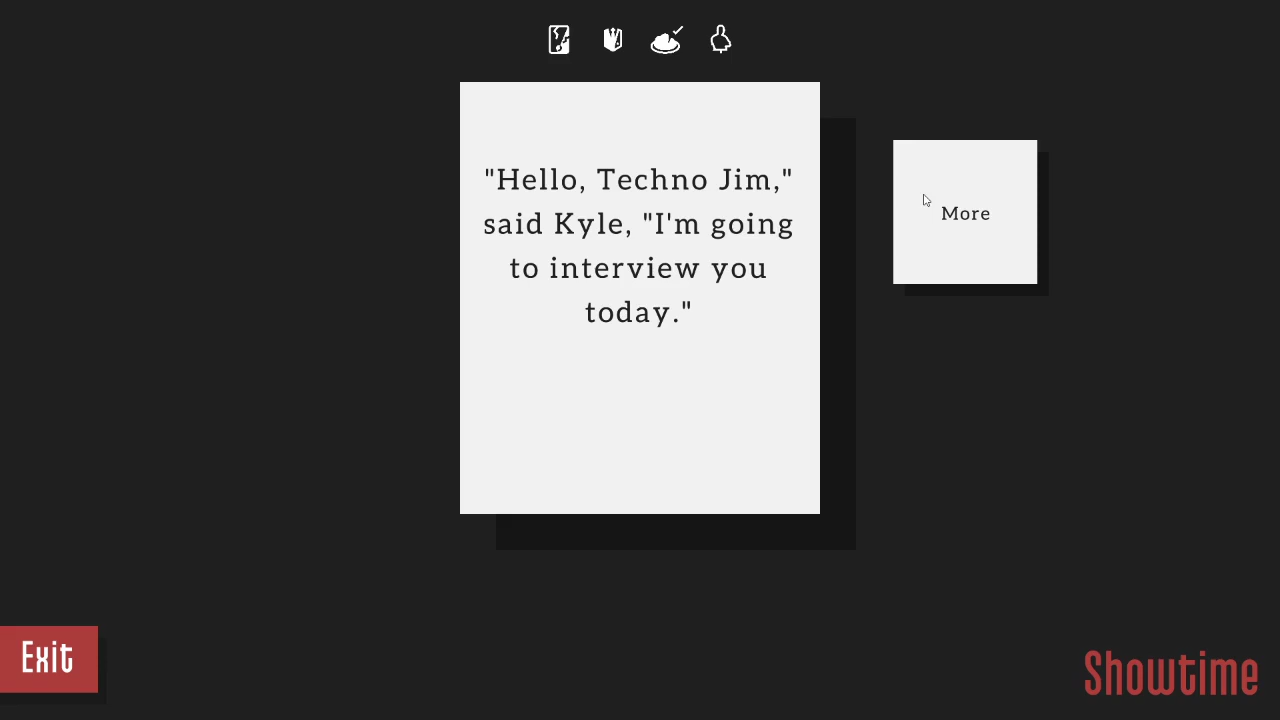 "Hello, Techno Jim,"
said Kyle, "I'm going
to interview you
today."
More
Exit
Showtime